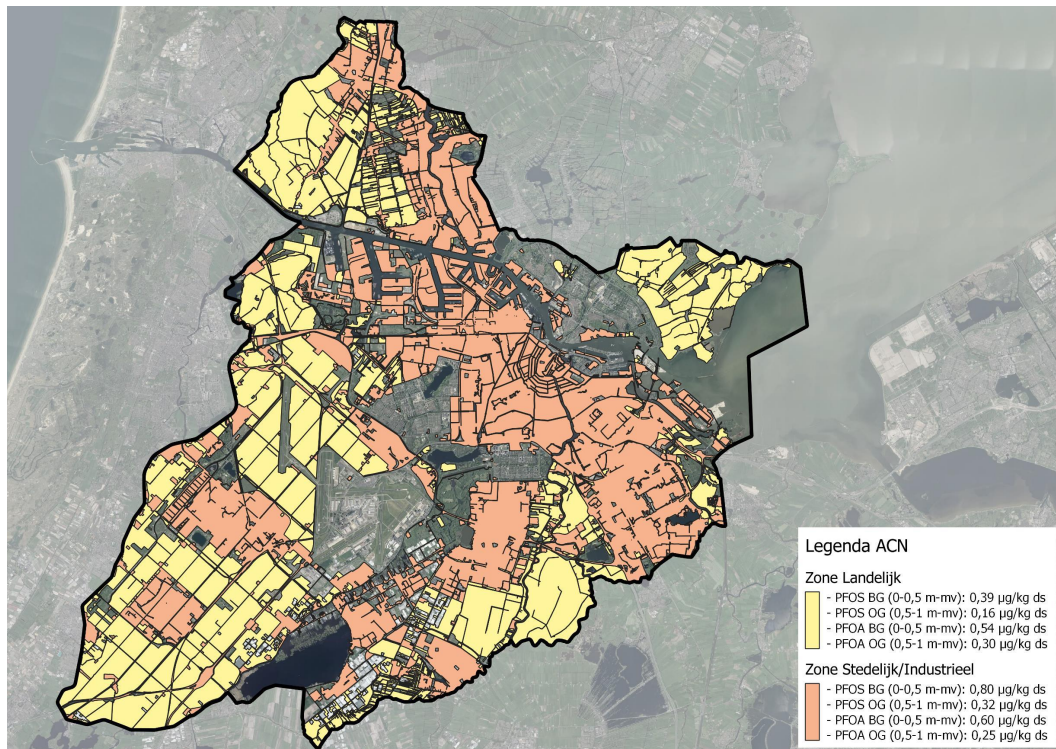 Legenda ACN
Zone Landelijk
- PFOS BG (0-0,5 m-mv): 0,39 µg/kg ds
- PFOS OG (0,5-1 m-mv): 0,16 µg/kg ds
- PFOA BG (0-0,5 m-mv): 0,54 µg/kg ds
- PFOA OG (0,5-1 m-mv): 0,30 µg/kg ds
Zone Stedelijk/Industrieel
- PFOS BG (0-0,5 m-mv): 0,80 µg/kg ds
- PFOS OG (0,5-1 m-mv): 0,32 µg/kg ds
- PFOA BG (0-0,5 m-mv): 0,60 µg/kg ds
- PFOA OG (0,5-1 m-mv): 0,25 µg/kg ds